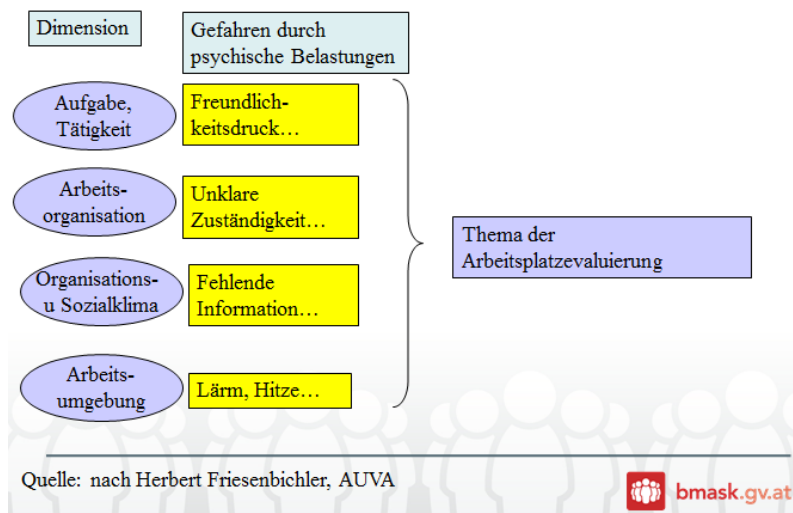 Dimension
Gefahren durch
psychische Belastungen
Aufgabe,
Tätigkeit
Freundlich-
keitsdruck…
Arbeits-
organisation
Unklare
Zuständigkeit…
Organisations-
u Sozialklima
Fehlende
Information…
Arbeits-
umgebung
Lärm, Hitze…
Thema der
Arbeitsplatzevaluierung
Quelle: nach Herbert Friesenbichler, AUVA
bmask.gv.at